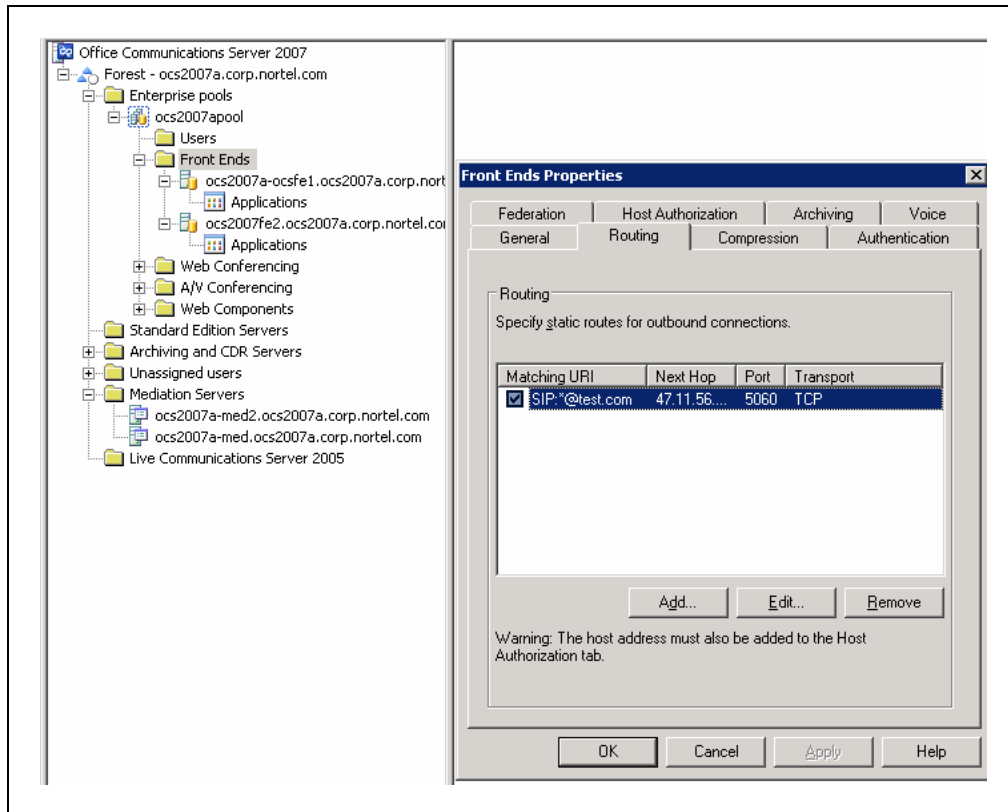 Office Communications Server 2007
Forest - ocs2007a.corp.nortel.com
Enterprise pools
ocs2007apool
Users
Front Ends
ocs2007a-ocsfe1.ocs2007a.corp.nort
Applications
ocs2007fe2.ocs2007a.corp.nortel.co
Applications
Web Conferencing
A/V Conferencing
Web Components
Standard Edition Servers
Archiving and CDR Servers
Unassigned users
Mediation Servers
ocs2007a-med2.ocs2007a.corp.nortel.com
ocs2007a-med.ocs2007a.corp.nortel.com
Live Communications Server 2005
Front Ends Properties
Federation Host Authorization Archiving Voice
General Routing Compression Authentication
Routing
Specify static routes for outbound connections.
Matching URI Next Hop Port Transport
SIP:*@test.com 47.11.56.... 5060 TCP
Add... Edit... Remove
Warning: The host address must also be added to the Host
Authorization tab.
OK Cancel Apply Help